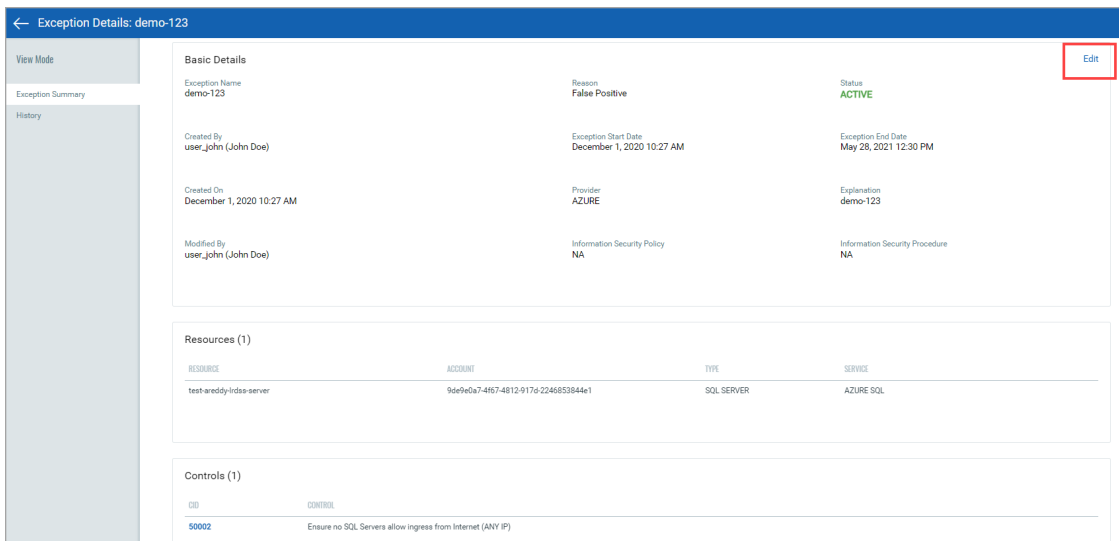 ← Exception Details: demo-123
View Mode
Exception Summary
History
Basic Details
Edit
Exception Name
demo-123
Reason
False Positive
Status
ACTIVE
Created By
user_john (John Doe)
Exception Start Date
December 1, 2020 10:27 AM
Exception End Date
May 28, 2021 12:30 PM
Created On
December 1, 2020 10:27 AM
Provider
AZURE
Explanation
demo-123
Modified By
user_john (John Doe)
Information Security Policy
NA
Information Security Procedure
NA
Resources (1)
RESOURCE ACCOUNT TYPE SERVICE
test-areddy-lrdss-server 9de9e0a7-4f67-4812-917d-2246853844e1 SQL SERVER AZURE SQL
Controls (1)
CID CONTROL
50002 Ensure no SQL Servers allow ingress from Internet (ANY IP)